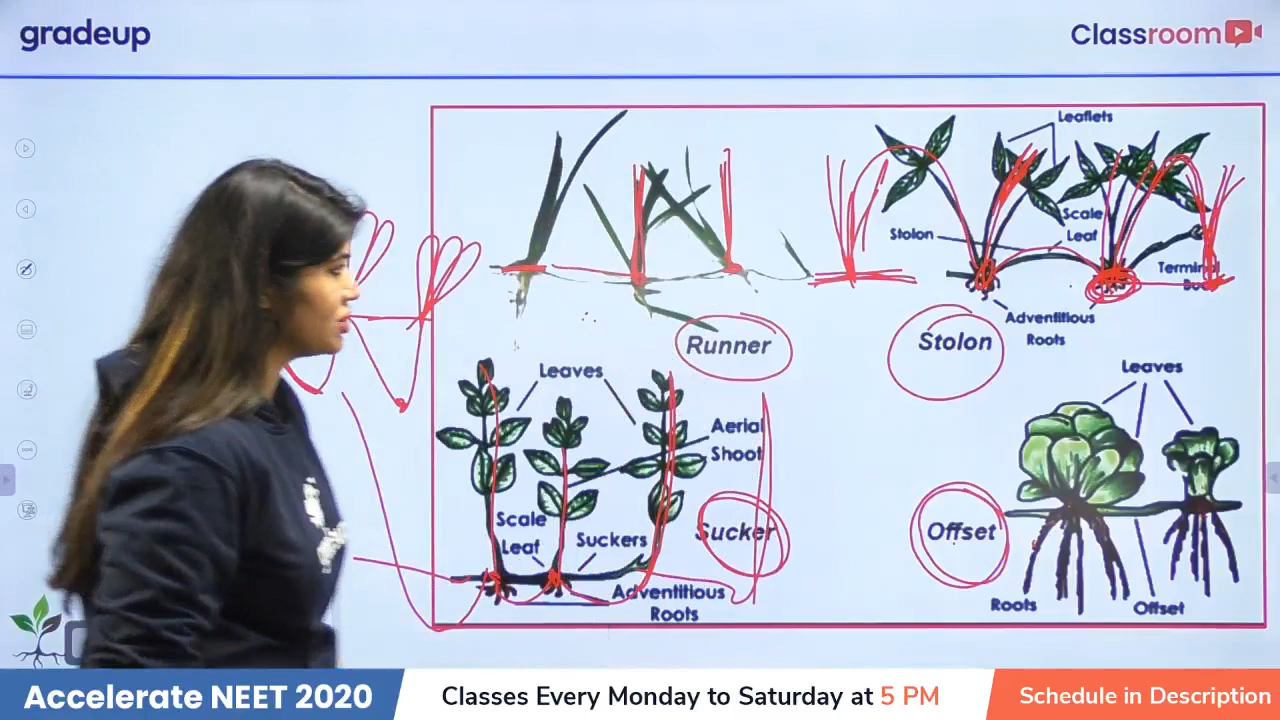 gradeup
Classroom
Leaflets
Stolon
Scale
Leaf
Terminal
Bud
Adventitious
Roots
Runner
Stolon
Leaves
Aerial
Shoot
Scale
Leaf
Suckers
Sucker
Adventitious
Roots
Leaves
Offset
Roots
Offset
Accelerate NEET 2020
Classes Every Monday to Saturday at 5 PM
Schedule in Description